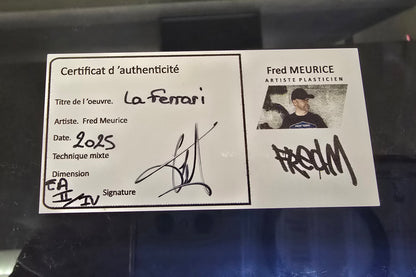 Certificat d 'authenticité
Titre de l 'oeuvre. La Ferrari
Artiste. Fred Meurice
Date. 2025
Technique mixte
Dimension
EA
II/IV
Signature
Fred MEURICE
ARTISTE PLASTICIEN
FREDM